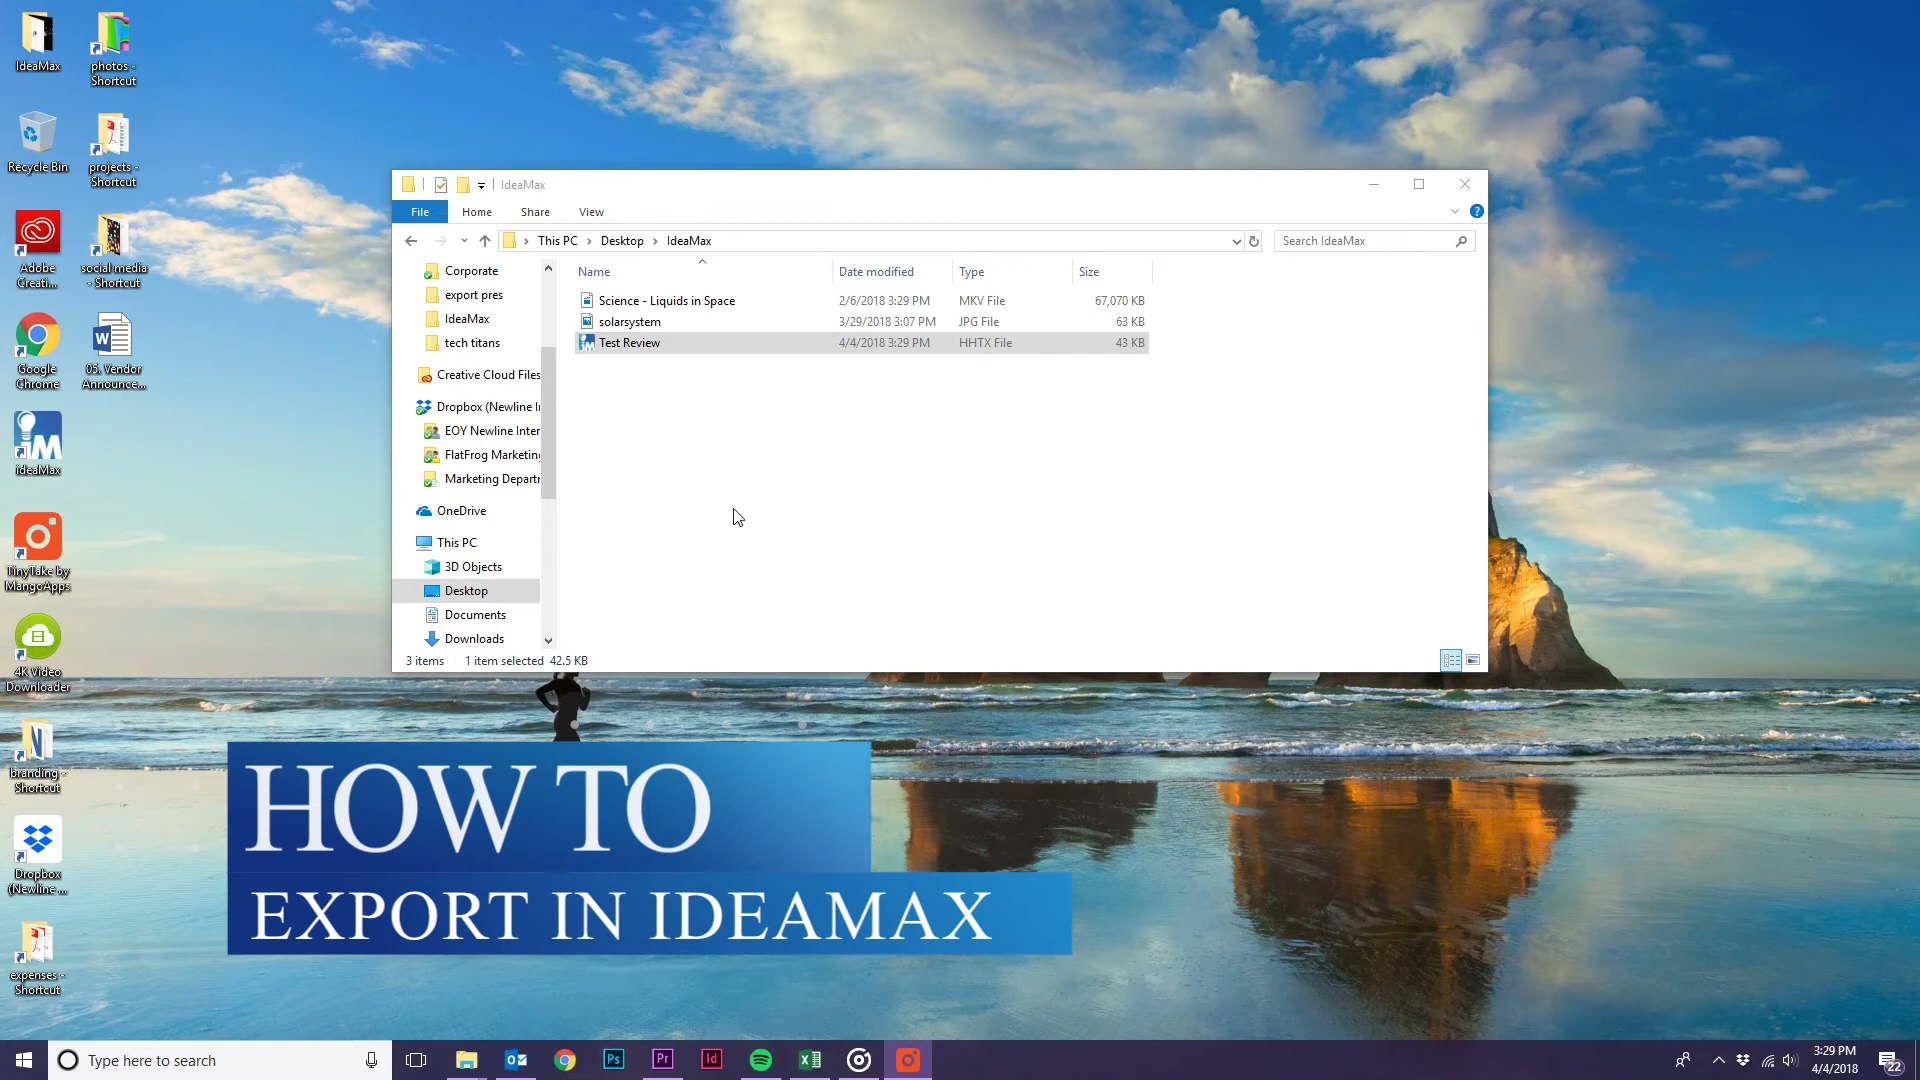 IdeaMax
photos - Shortcut
Recycle Bin
projects - Shortcut
Adobe Creati...
social media - Shortcut
Google Chrome
05. Vendor Announce...
ideaMax
TinyTake by MangoApps
4K Video Downloader
branding - Shortcut
Dropbox (Newline ...
expenses - Shortcut
IdeaMax
File Home Share View
This PC > Desktop > IdeaMax
Search IdeaMax
Corporate
export pres
IdeaMax
tech titans
Creative Cloud Files
Dropbox (Newline I
EOY Newline Inter
FlatFrog Marketing
Marketing Depart
OneDrive
This PC
3D Objects
Desktop
Documents
Downloads
Name Date modified Type Size
Science - Liquids in Space 2/6/2018 3:29 PM MKV File 67,070 KB
solarsystem 3/29/2018 3:07 PM JPG File 63 KB
Test Review 4/4/2018 3:29 PM HHTX File 43 KB
3 items 1 item selected 42.5 KB
HOW TO
EXPORT IN IDEAMAX
Type here to search
Ps
Pr
Id
3:29 PM
4/4/2018
22